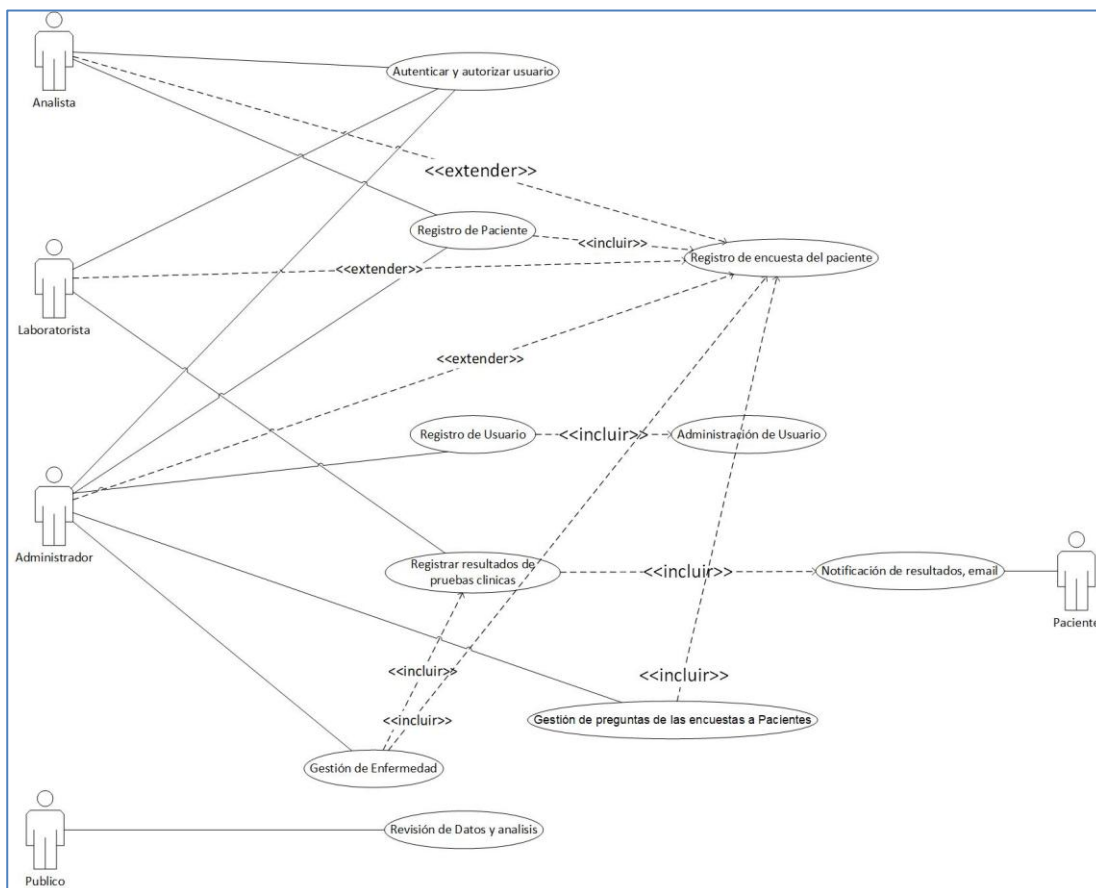 Analista
Autenticar y autorizar usuario
<<extender>>
Registro de Paciente
<<incluir>>
Registro de encuesta del paciente
<<extender>>
Laboratorista
<<extender>>
Registro de Usuario
<<incluir>>
Administración de Usuario
Administrador
Registrar resultados de
pruebas clinicas
<<incluir>>
Notificación de resultados, email
Paciente
<<incluir>>
<<incluir>>
<<incluir>>
Gestión de preguntas de las encuestas a Pacientes
Gestión de Enfermedad
Revisión de Datos y analisis
Publico